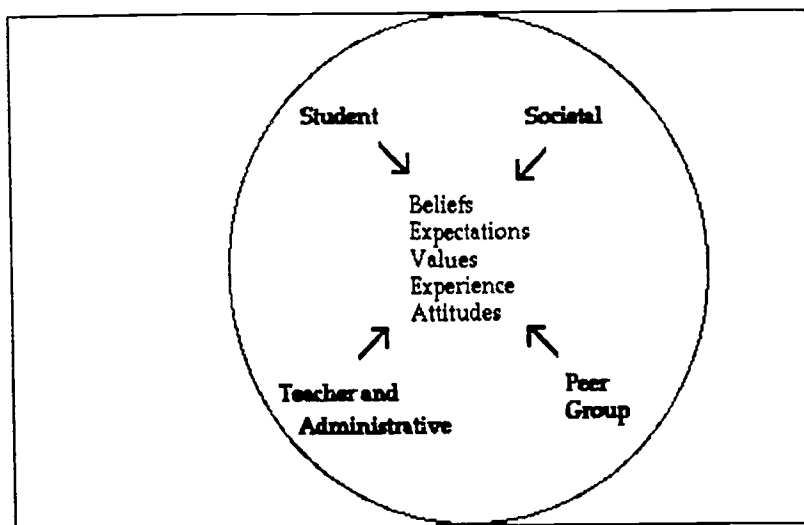 Student
Societal
Beliefs
Expectations
Values
Experience
Attitudes
Teacher and
Administrative
Peer
Group